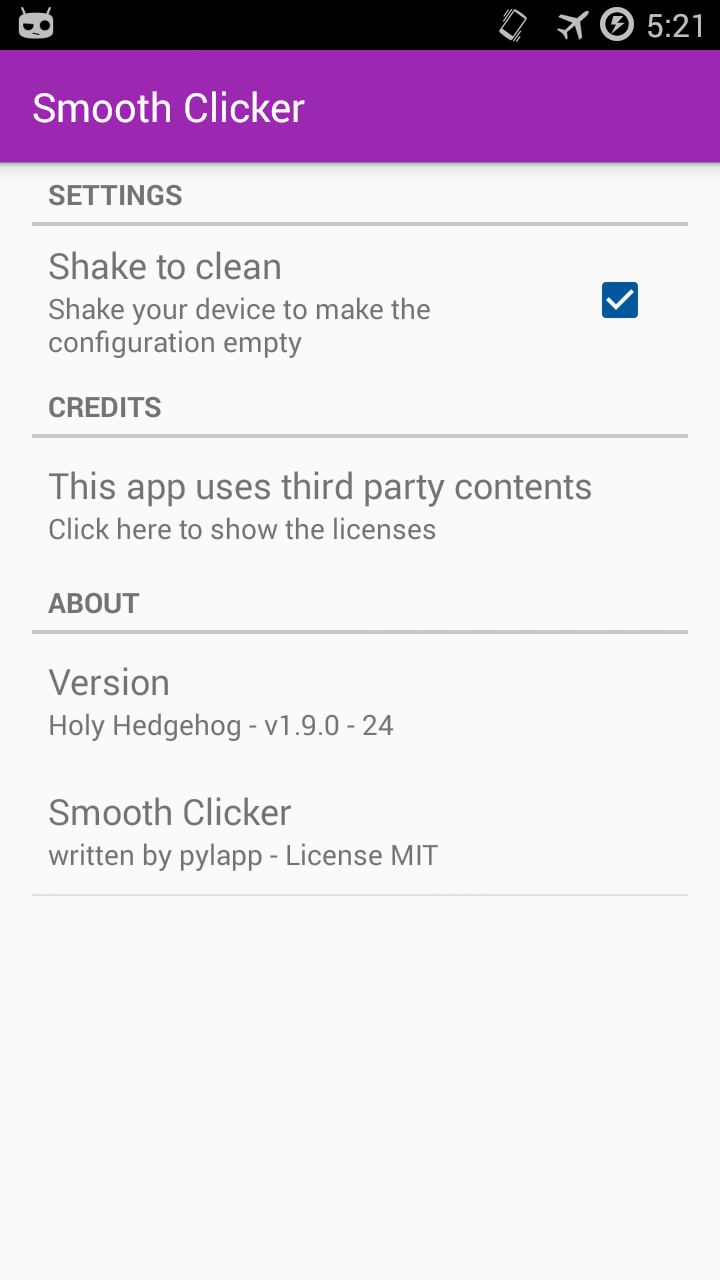 5:21
Smooth Clicker
SETTINGS
Shake to clean
Shake your device to make the
configuration empty
CREDITS
This app uses third party contents
Click here to show the licenses
ABOUT
Version
Holy Hedgehog - v1.9.0 - 24
Smooth Clicker
written by pylapp - License MIT